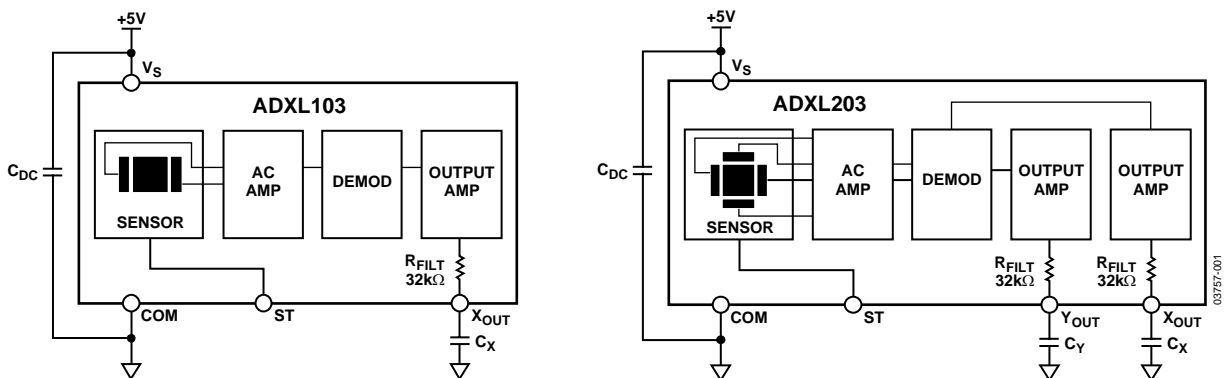 +5V
VS
ADXL103
CDC
SENSOR
AC
AMP
DEMOD
OUTPUT
AMP
RFILT
32kΩ
COM
ST
XOUT
CX
+5V
VS
ADXL203
CDC
SENSOR
AC
AMP
DEMOD
OUTPUT
AMP
OUTPUT
AMP
RFILT
32kΩ
RFILT
32kΩ
COM
ST
YOUT
XOUT
CY
CX
03757-001